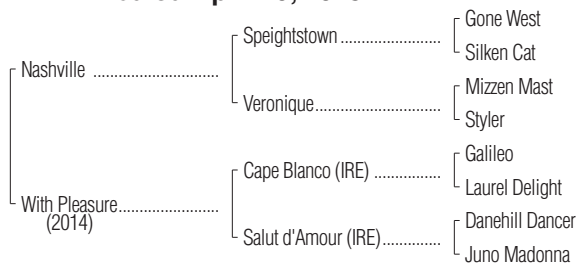 Speightstown ........................ Gone West
Silken Cat
Nashville ..............................
Veronique.............................. Mizzen Mast
Styler
Cape Blanco (IRE) ................ Galileo
Laurel Delight
With Pleasure........................
(2014)
Salut d'Amour (IRE).............. Danehill Dancer
Juno Madonna